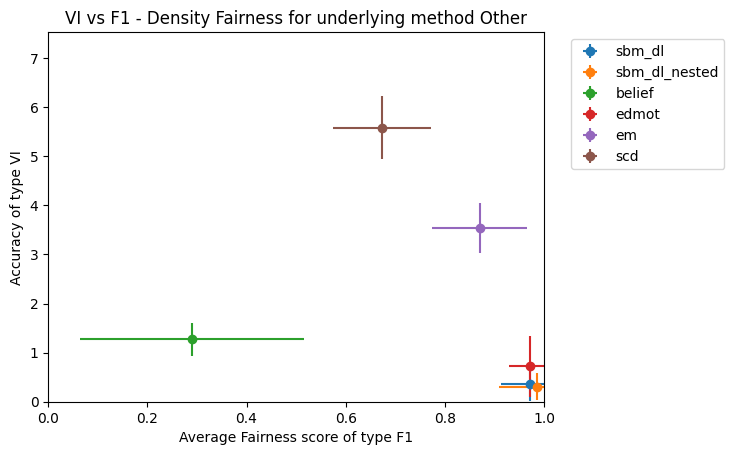 VI vs F1 - Density Fairness for underlying method Other
Accuracy of type VI
7
6
5
4
3
2
1
0
0.0
0.2
0.4
0.6
0.8
1.0
Average Fairness score of type F1
sbm_dl
sbm_dl_nested
belief
edmot
em
scd